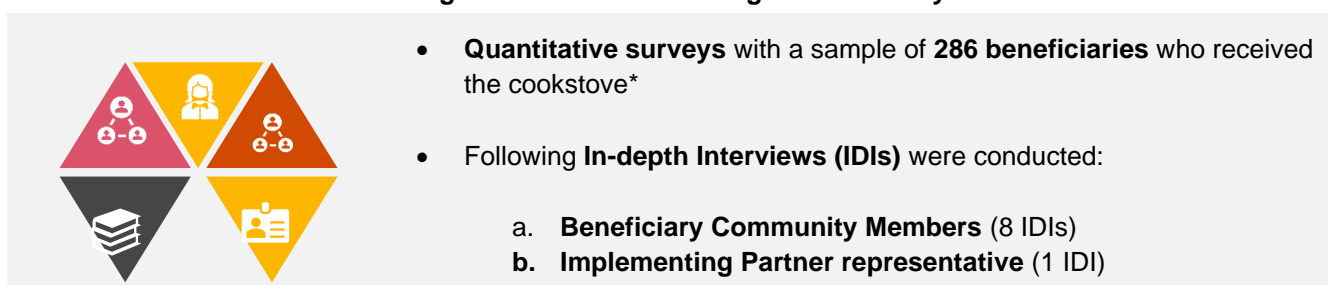 • Quantitative surveys with a sample of 286 beneficiaries who received
the cookstove*
• Following In-depth Interviews (IDIs) were conducted:
a. Beneficiary Community Members (8 IDIs)
b. Implementing Partner representative (1 IDI)